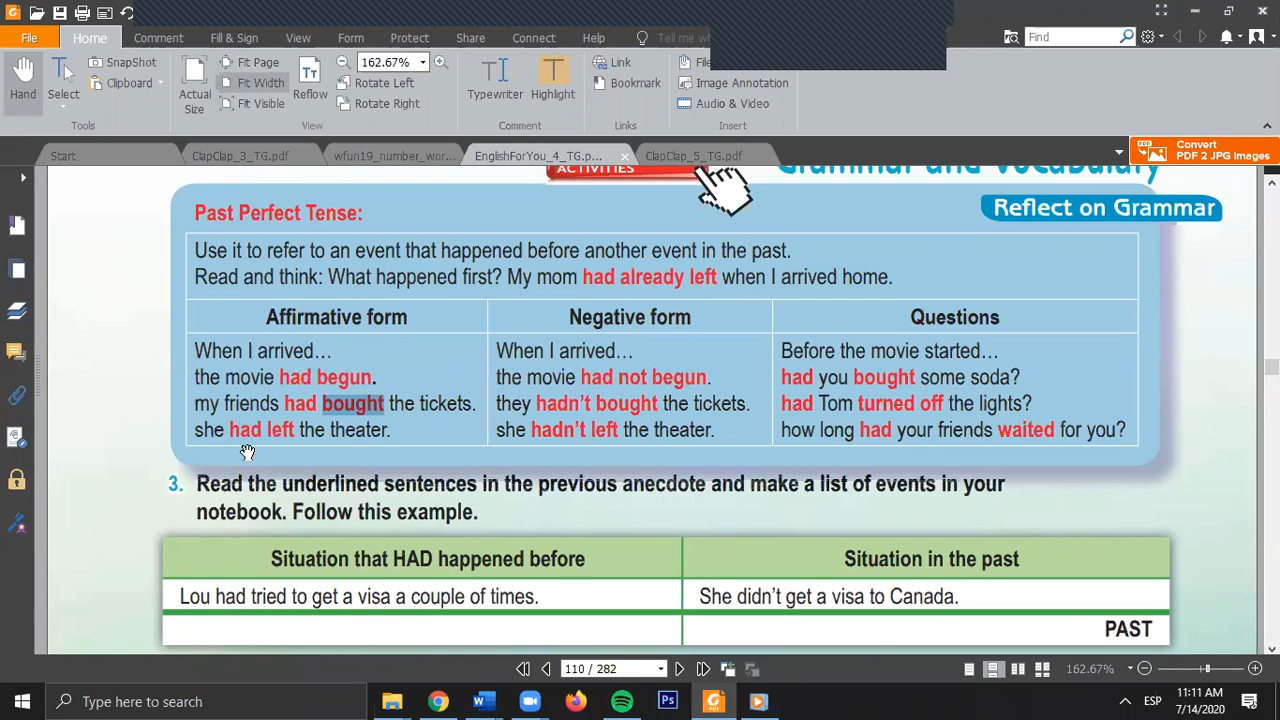 File Home Comment Fill & Sign View Form Protect Share Connect Help Tell me Find
Hand
Select
SnapShot
Clipboard
Tools
Actual Size
Fit Page
Fit Width
Fit Visible
Reflow
162.67%
Rotate Left
Rotate Right
View
Typewriter
Highlight
Comment
Link
Bookmark
Links
Image Annotation
Audio & Video
Insert
Start ClapClap_3_TG.pdf wfun19_number_wor... EnglishForYou_4_TG.p... ClapClap_5_TG.pdf
Convert
PDF 2 JPG Images
ACTIVITIES
Grammar and Vocabulary
Reflect on Grammar
Past Perfect Tense:
Use it to refer to an event that happened before another event in the past.
Read and think: What happened first? My mom had already left when I arrived home.
Affirmative form Negative form Questions
When I arrived… When I arrived… Before the movie started…
the movie had begun. the movie had not begun. had you bought some soda?
my friends had bought the tickets. they hadn't bought the tickets. had Tom turned off the lights?
she had left the theater. she hadn't left the theater. how long had your friends waited for you?
3. Read the underlined sentences in the previous anecdote and make a list of events in your
notebook. Follow this example.
Situation that HAD happened before Situation in the past
Lou had tried to get a visa a couple of times. She didn't get a visa to Canada.
PAST
110 / 282 162.67%
Type here to search
ESP
11:11 AM
7/14/2020